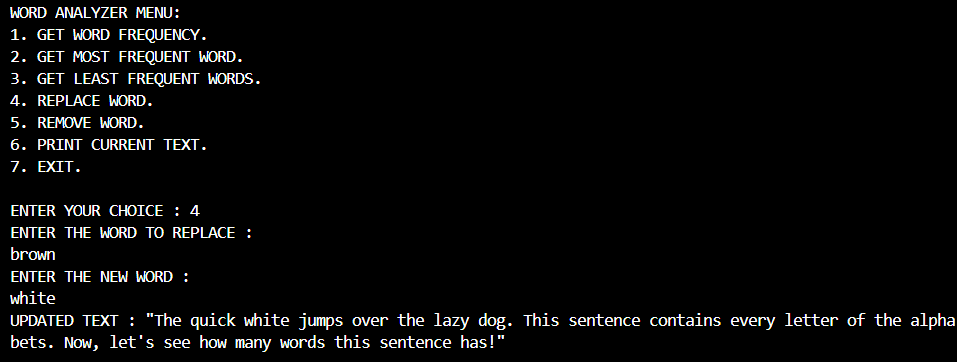 WORD ANALYZER MENU:
1. GET WORD FREQUENCY.
2. GET MOST FREQUENT WORD.
3. GET LEAST FREQUENT WORDS.
4. REPLACE WORD.
5. REMOVE WORD.
6. PRINT CURRENT TEXT.
7. EXIT.
ENTER YOUR CHOICE : 4
ENTER THE WORD TO REPLACE :
brown
ENTER THE NEW WORD :
white
UPDATED TEXT : "The quick white jumps over the lazy dog. This sentence contains every letter of the alpha
bets. Now, let's see how many words this sentence has!"